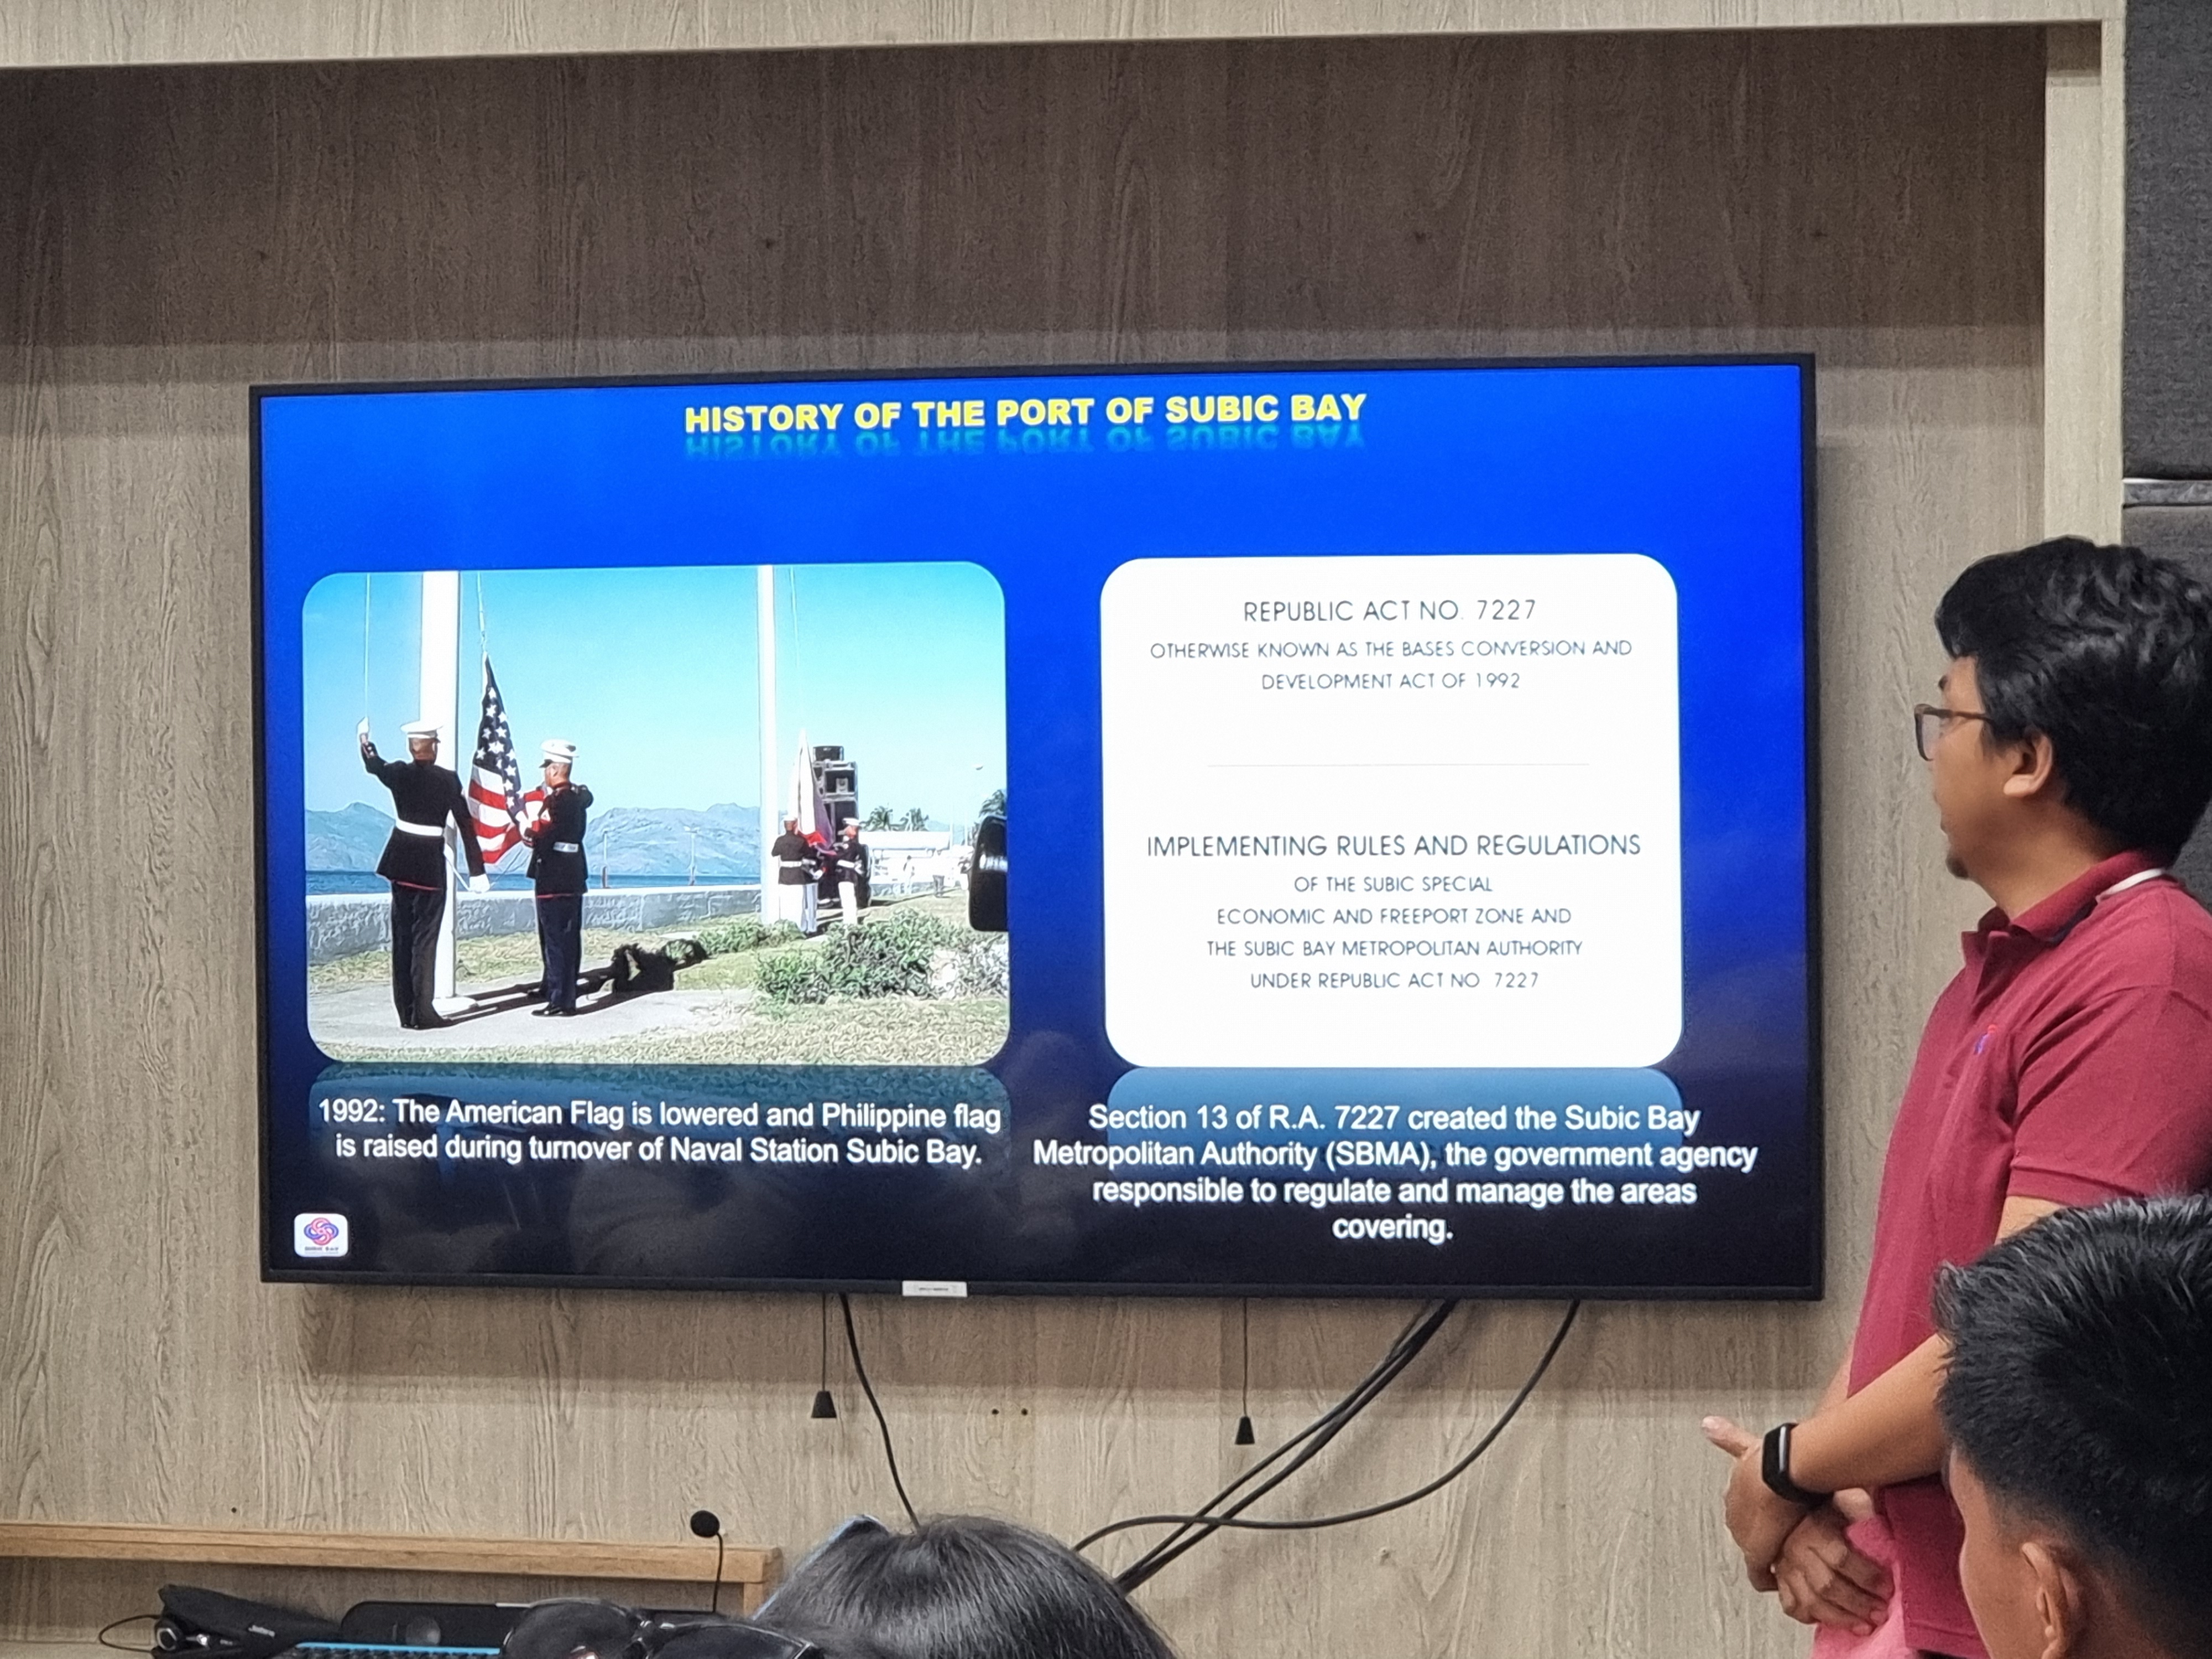 HISTORY OF THE PORT OF SUBIC BAY
REPUBLIC ACT NO. 7227
OTHERWISE KNOWN AS THE BASES CONVERSION AND
DEVELOPMENT ACT OF 1992
IMPLEMENTING RULES AND REGULATIONS
OF THE SUBIC SPECIAL
ECONOMIC AND FREEPORT ZONE AND
THE SUBIC BAY METROPOLITAN AUTHORITY
UNDER REPUBLIC ACT NO 7227
1992: The American Flag is lowered and Philippine flag
is raised during turnover of Naval Station Subic Bay.
Section 13 of R.A. 7227 created the Subic Bay
Metropolitan Authority (SBMA), the government agency
responsible to regulate and manage the areas
covering.
SUBIC BAY